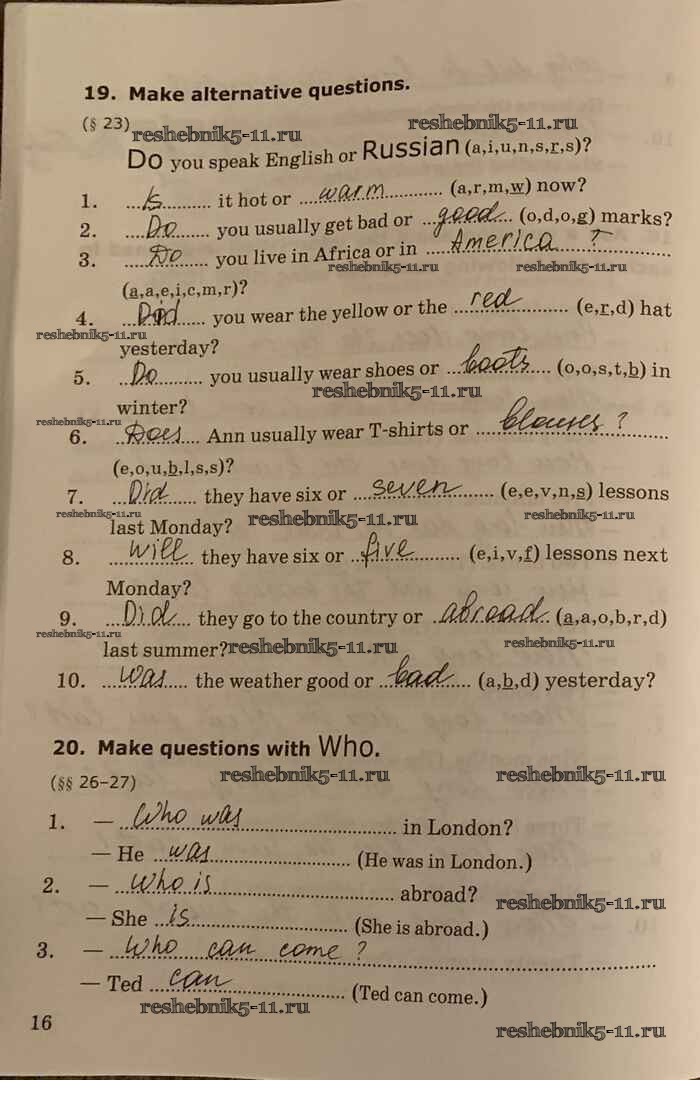 19. Make alternative questions.
(§ 23)
reshebnik5-11.ru reshebnik5-11.ru
Do you speak English or Russian (a,i,u,n,s,r,s)?
1. Is it hot or warm (a,r,m,w) now?
2. Do you usually get bad or good (o,d,o,g) marks?
3. Do you live in Africa or in America ?
reshebnik5-11.ru reshebnik5-11.ru
(a,a,e,i,c,m,r)?
4. Did you wear the yellow or the red (e,r,d) hat
reshebnik5-11.ru
yesterday?
5. Do you usually wear shoes or boots (o,o,s,t,b) in
reshebnik5-11.ru
winter?
reshebnik5-11.ru
6. Does Ann usually wear T-shirts or blouses ?
(e,o,u,b,l,s,s)?
7. Did they have six or seven (e,e,v,n,s) lessons
reshebnik5-11.ru reshebnik5-11.ru reshebnik5-11.ru
last Monday?
8. Will they have six or five (e,i,v,f) lessons next
Monday?
9. Did they go to the country or abroad (a,a,o,b,r,d)
reshebnik5-11.ru
last summer? reshebnik5-11.ru reshebnik5-11.ru
10. Was the weather good or bad (a,b,d) yesterday?
20. Make questions with Who.
(§§ 26–27) reshebnik5-11.ru reshebnik5-11.ru
1. — Who was in London?
— He was (He was in London.)
2. — Who is abroad?
reshebnik5-11.ru
— She is (She is abroad.)
3. — Who can come ?
— Ted can (Ted can come.)
reshebnik5-11.ru
16
reshebnik5-11.ru